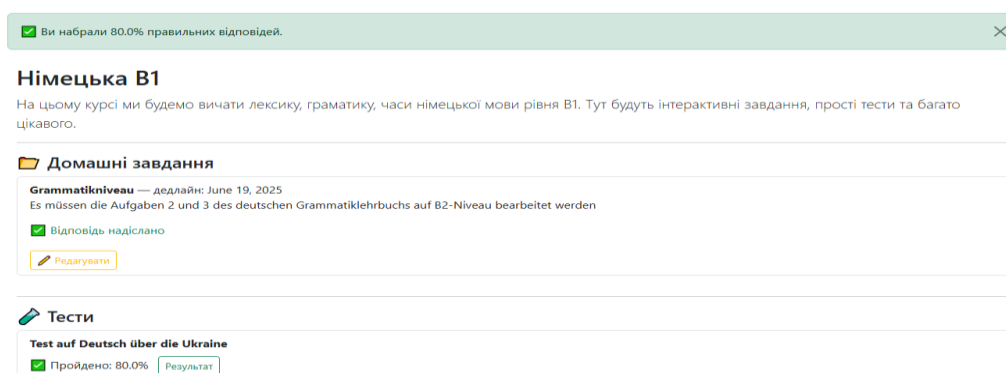 Ви набрали 80.0% правильних відповідей.
Німецька B1
На цьому курсі ми будемо вичати лексику, граматику, часи німецької мови рівня B1. Тут будуть інтерактивні завдання, прості тести та багато
цікавого.
Домашні завдання
Grammatikniveau — дедлайн: June 19, 2025
Es müssen die Aufgaben 2 und 3 des deutschen Grammatiklehrbuchs auf B2-Niveau bearbeitet werden
Відповідь надіслано
Редагувати
Тести
Test auf Deutsch über die Ukraine
Пройдено: 80.0% Результат